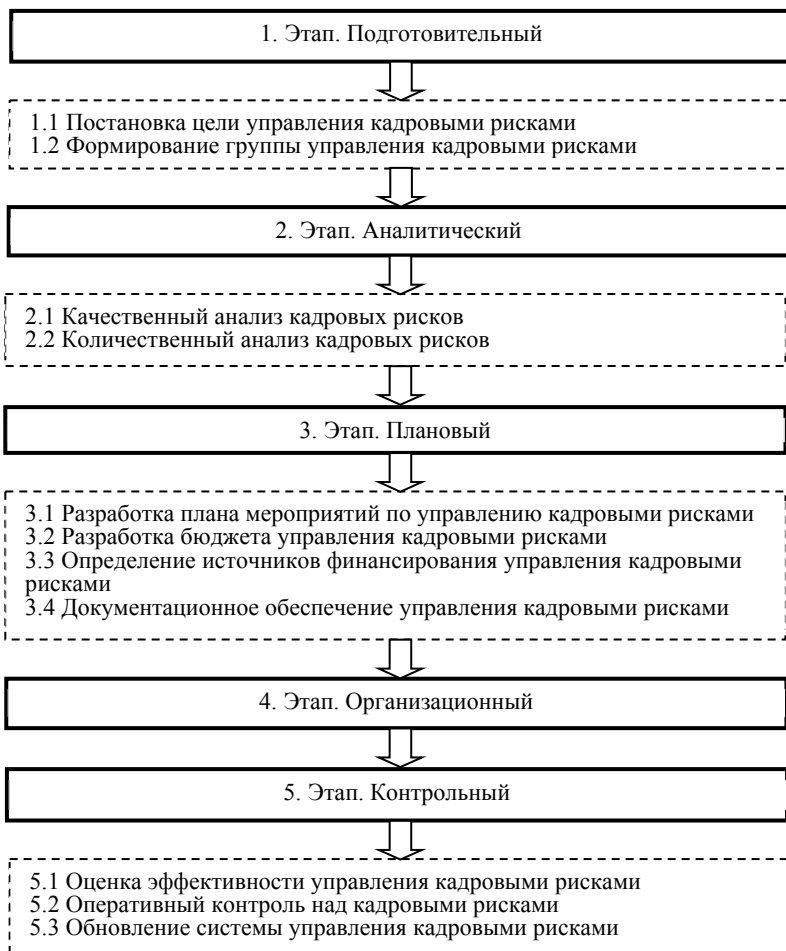 1. Этап. Подготовительный
1.1 Постановка цели управления кадровыми рисками
1.2 Формирование группы управления кадровыми рисками
2. Этап. Аналитический
2.1 Качественный анализ кадровых рисков
2.2 Количественный анализ кадровых рисков
3. Этап. Плановый
3.1 Разработка плана мероприятий по управлению кадровыми рисками
3.2 Разработка бюджета управления кадровыми рисками
3.3 Определение источников финансирования управления кадровыми
рисками
3.4 Документационное обеспечение управления кадровыми рисками
4. Этап. Организационный
5. Этап. Контрольный
5.1 Оценка эффективности управления кадровыми рисками
5.2 Оперативный контроль над кадровыми рисками
5.3 Обновление системы управления кадровыми рисками